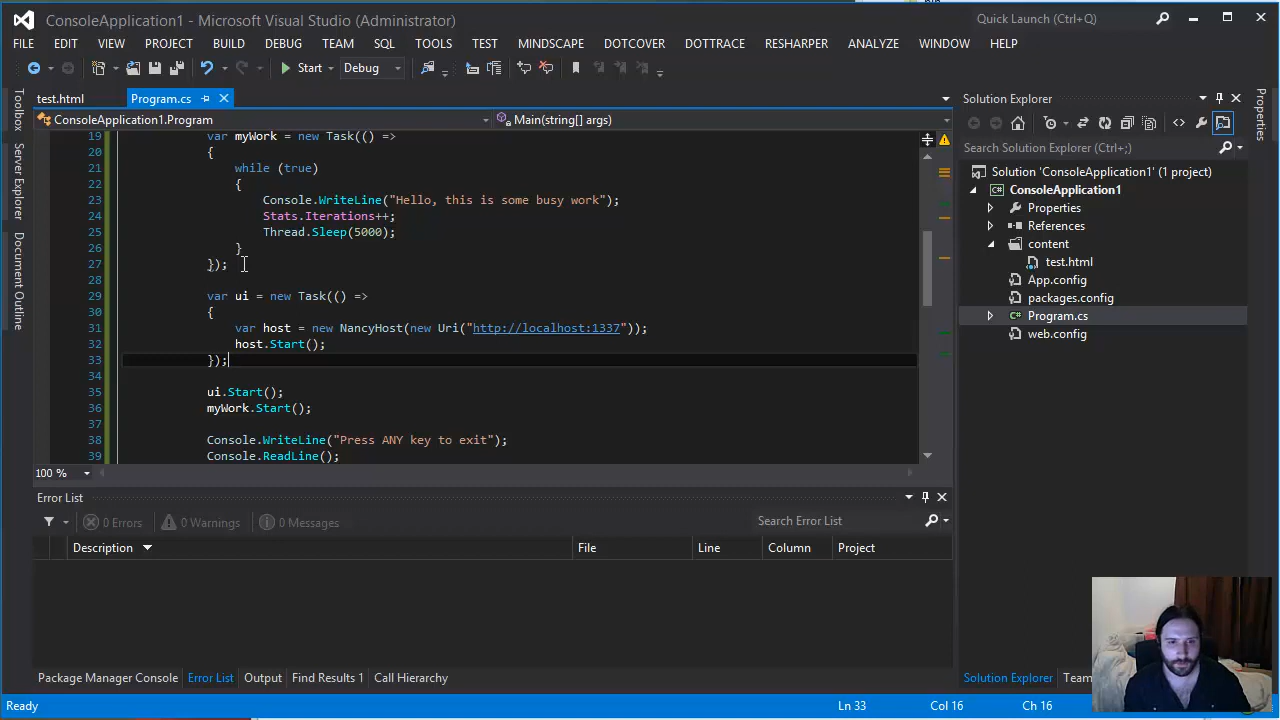 ConsoleApplication1 - Microsoft Visual Studio (Administrator)
Quick Launch (Ctrl+Q)
FILE EDIT VIEW PROJECT BUILD DEBUG TEAM SQL TOOLS TEST MINDSCAPE DOTCOVER DOTTRACE RESHARPER ANALYZE WINDOW HELP
Start Debug
Toolbox
Server Explorer
Document Outline
test.html Program.cs
ConsoleApplication1.Program Main(string[] args)
19 var myWork = new Task(() =>
20 {
21 while (true)
22 {
23 Console.WriteLine("Hello, this is some busy work");
24 Stats.Iterations++;
25 Thread.Sleep(5000);
26 }
27 });
28
29 var ui = new Task(() =>
30 {
31 var host = new NancyHost(new Uri("http://localhost:1337"));
32 host.Start();
33 });
34
35 ui.Start();
36 myWork.Start();
37
38 Console.WriteLine("Press ANY key to exit");
39 Console.ReadLine();
100 %
Error List
0 Errors 0 Warnings 0 Messages
Search Error List
Description File Line Column Project
Package Manager Console Error List Output Find Results 1 Call Hierarchy
Solution Explorer
Search Solution Explorer (Ctrl+;)
Solution 'ConsoleApplication1' (1 project)
C# ConsoleApplication1
Properties
References
content
test.html
App.config
packages.config
C# Program.cs
web.config
Solution Explorer Team
Properties
Ready Ln 33 Col 16 Ch 16